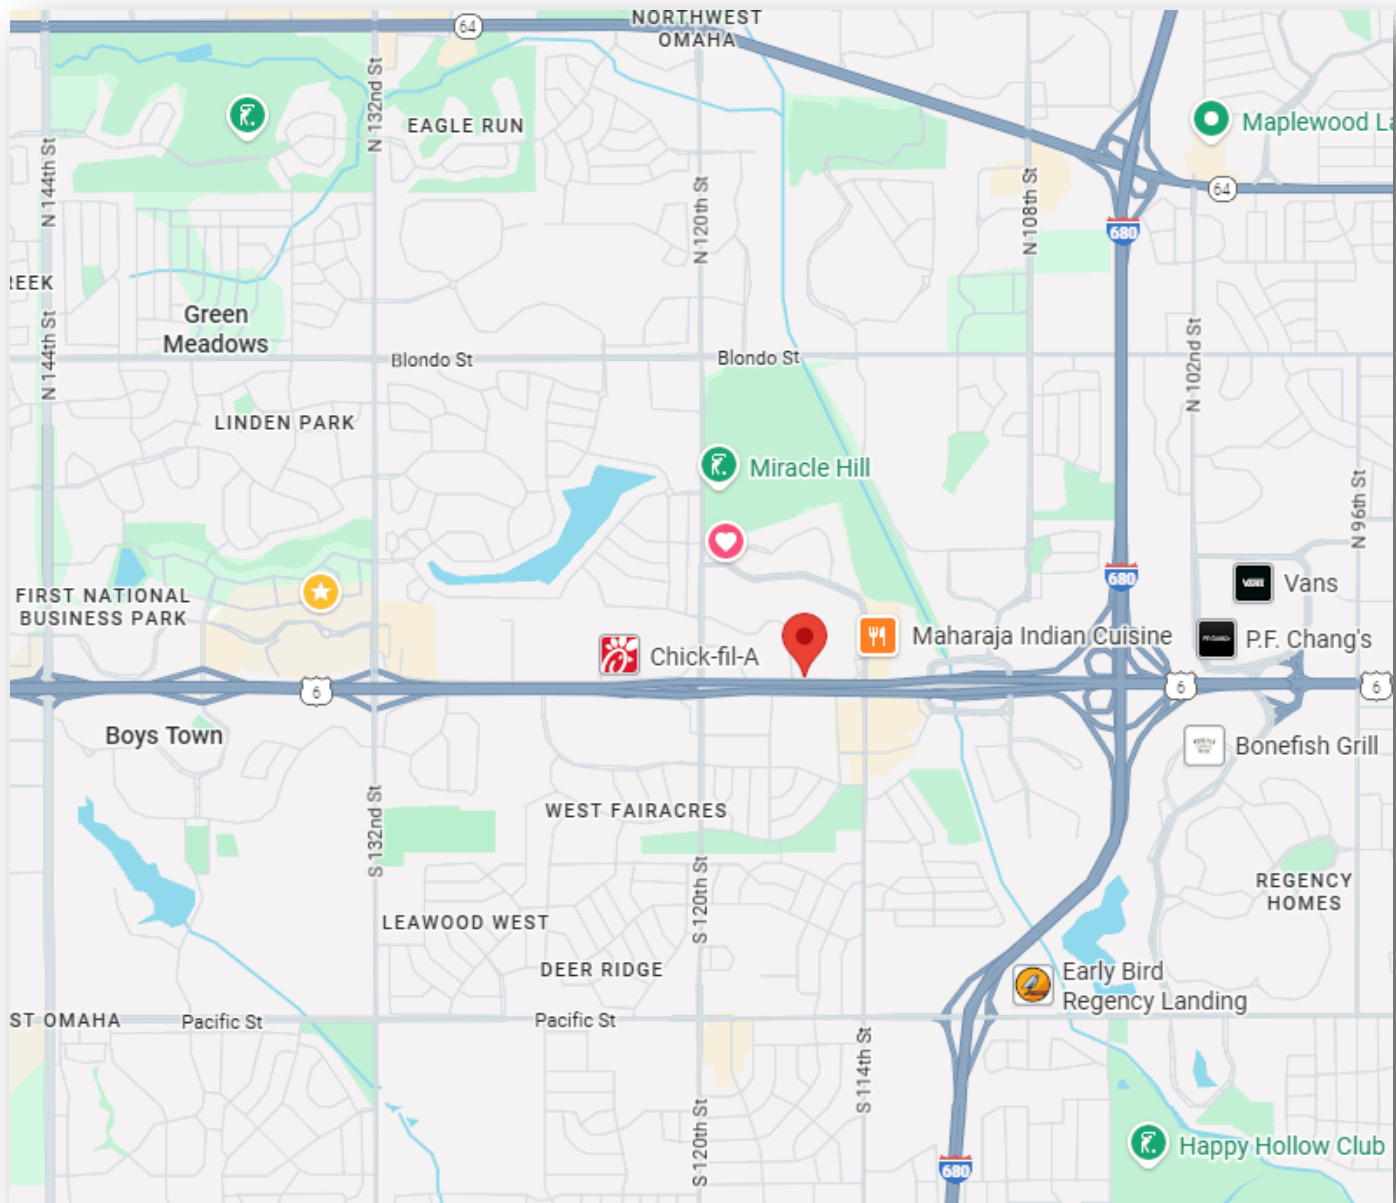 64
NORTHWEST
OMAHA
N 132nd St
EAGLE RUN
Maplewood La
N 144th St
N 120th St
N 108th St
64
680
REEK
Green
Meadows
N 144th St
Blondo St
Blondo St
N 102nd St
LINDEN PARK
Miracle Hill
N 96th St
680
Vans
VANS
FIRST NATIONAL
BUSINESS PARK
Chick-fil-A
Maharaja Indian Cuisine
P.F. Chang's
6
6
6
Boys Town
Bonefish Grill
WEST FAIRACRES
S 132nd St
S 120th St
REGENCY
HOMES
LEAWOOD WEST
DEER RIDGE
Early Bird
Regency Landing
ST OMAHA
Pacific St
Pacific St
S 114th St
S 120th St
Happy Hollow Club
680